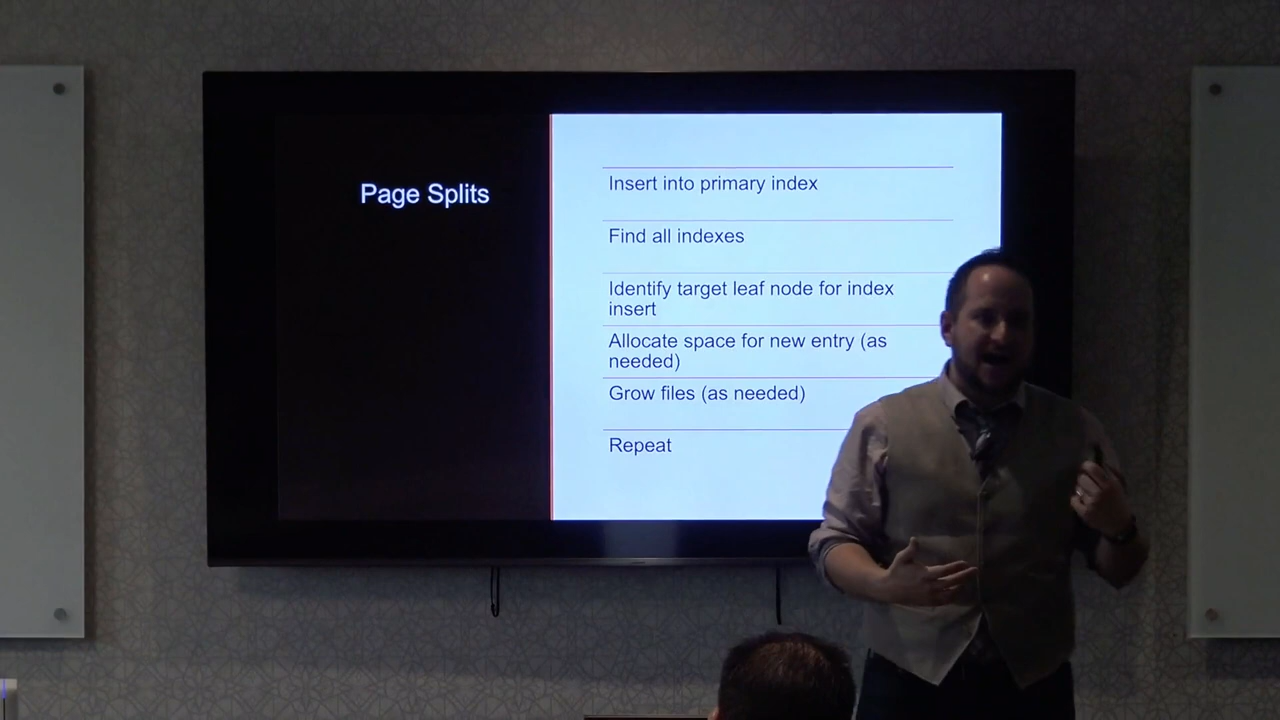 Page Splits
Insert into primary index
Find all indexes
Identify target leaf node for index
insert
Allocate space for new entry (as
needed)
Grow files (as needed)
Repeat